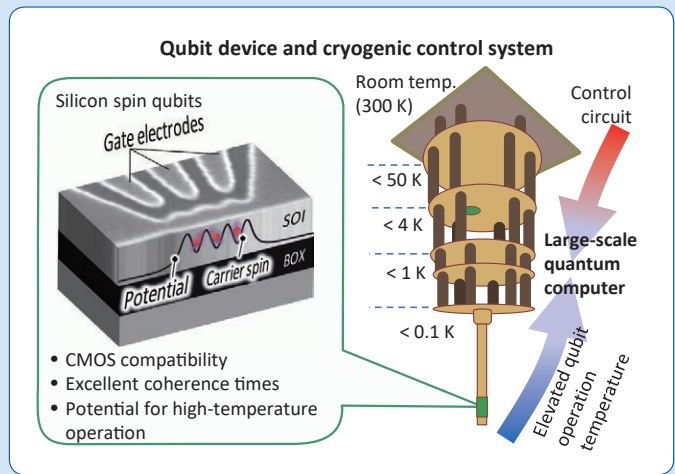 Qubit device and cryogenic control system
Silicon spin qubits
Gate electrodes
SOI
BOX
Potential
Carrier spin
• CMOS compatibility
• Excellent coherence times
• Potential for high-temperature
operation
Room temp.
(300 K)
< 50 K
< 4 K
< 1 K
< 0.1 K
Control
circuit
Large-scale
quantum
computer
Elevated qubit
operation
temperature